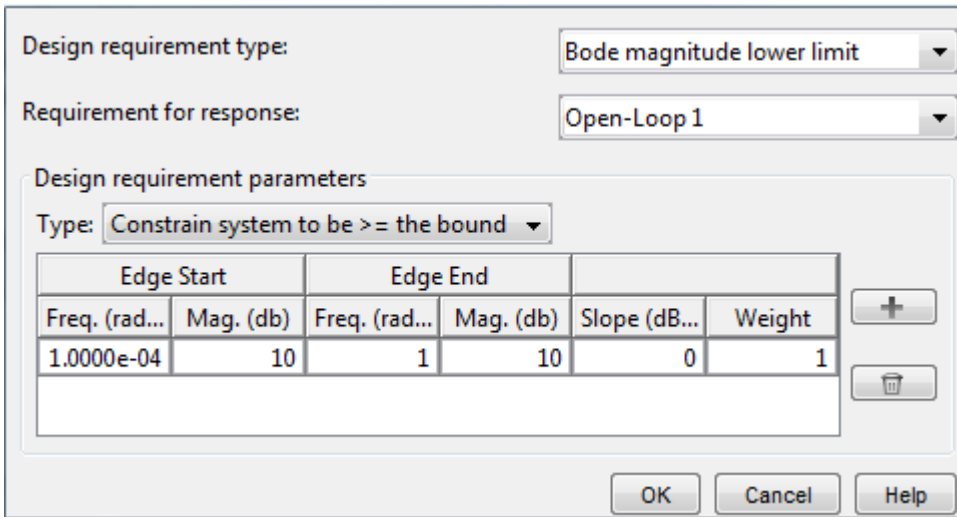 Design requirement type: Bode magnitude lower limit
Requirement for response: Open-Loop 1
Design requirement parameters
Type: Constrain system to be >= the bound
Edge Start Edge End
Freq. (rad... Mag. (db) Freq. (rad... Mag. (db) Slope (dB... Weight
1.0000e-04 10 1 10 0 1
OK Cancel Help